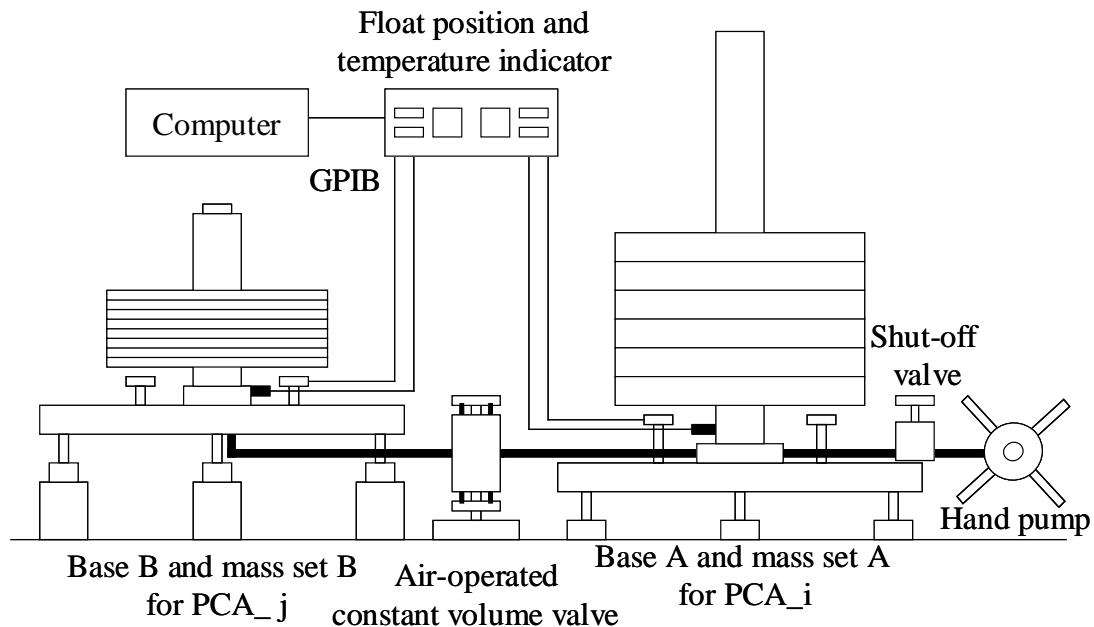 Float position and
temperature indicator
Computer
GPIB
Shut-off
valve
Hand pump
Base B and mass set B
for PCA_ j
Air-operated
constant volume valve
Base A and mass set A
for PCA_i